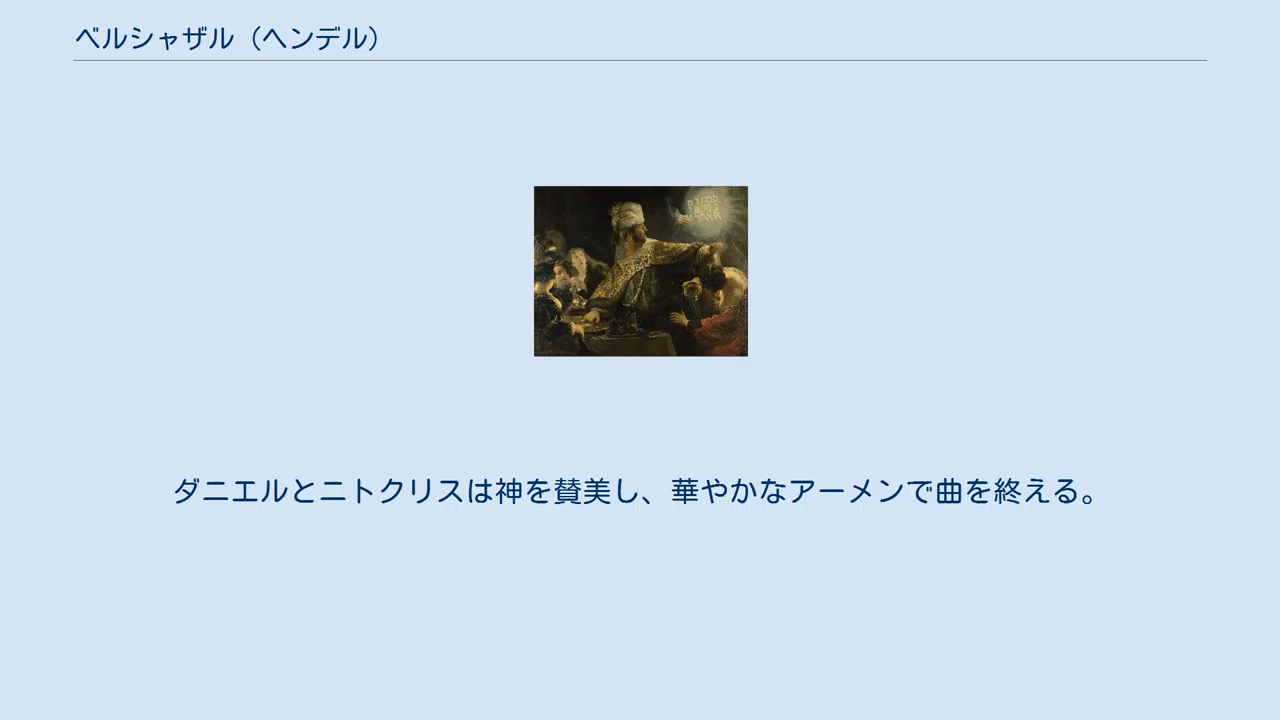 ベルシャザル（ヘンデル）
ダニエルとニトクリスは神を賛美し、華やかなアーメンで曲を終える。